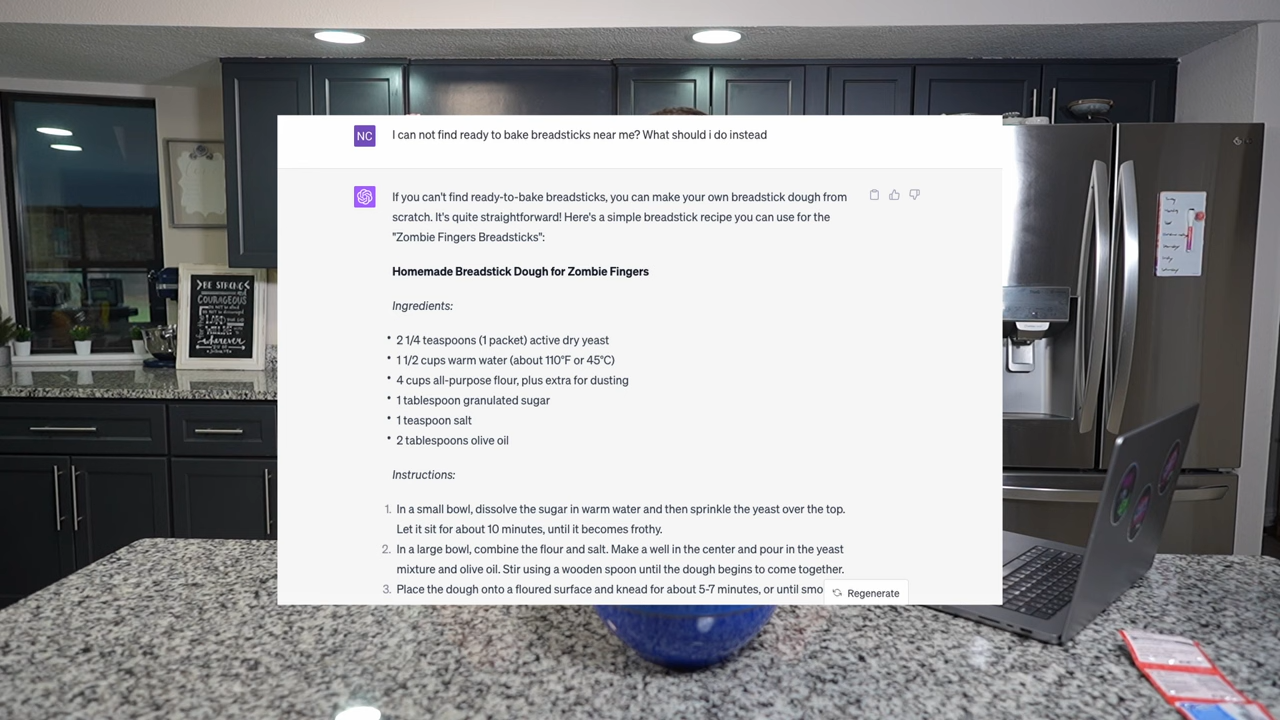 NC
I can not find ready to bake breadsticks near me? What should i do instead
If you can't find ready-to-bake breadsticks, you can make your own breadstick dough from
scratch. It's quite straightforward! Here's a simple breadstick recipe you can use for the
"Zombie Fingers Breadsticks":
Homemade Breadstick Dough for Zombie Fingers
Ingredients:
• 2 1/4 teaspoons (1 packet) active dry yeast
• 1 1/2 cups warm water (about 110°F or 45°C)
• 4 cups all-purpose flour, plus extra for dusting
• 1 tablespoon granulated sugar
• 1 teaspoon salt
• 2 tablespoons olive oil
Instructions:
1. In a small bowl, dissolve the sugar in warm water and then sprinkle the yeast over the top.
Let it sit for about 10 minutes, until it becomes frothy.
2. In a large bowl, combine the flour and salt. Make a well in the center and pour in the yeast
mixture and olive oil. Stir using a wooden spoon until the dough begins to come together.
3. Place the dough onto a floured surface and knead for about 5-7 minutes, or until smo
Regenerate
BE STRONG
and
COURAGEOUS
LORD
wherever